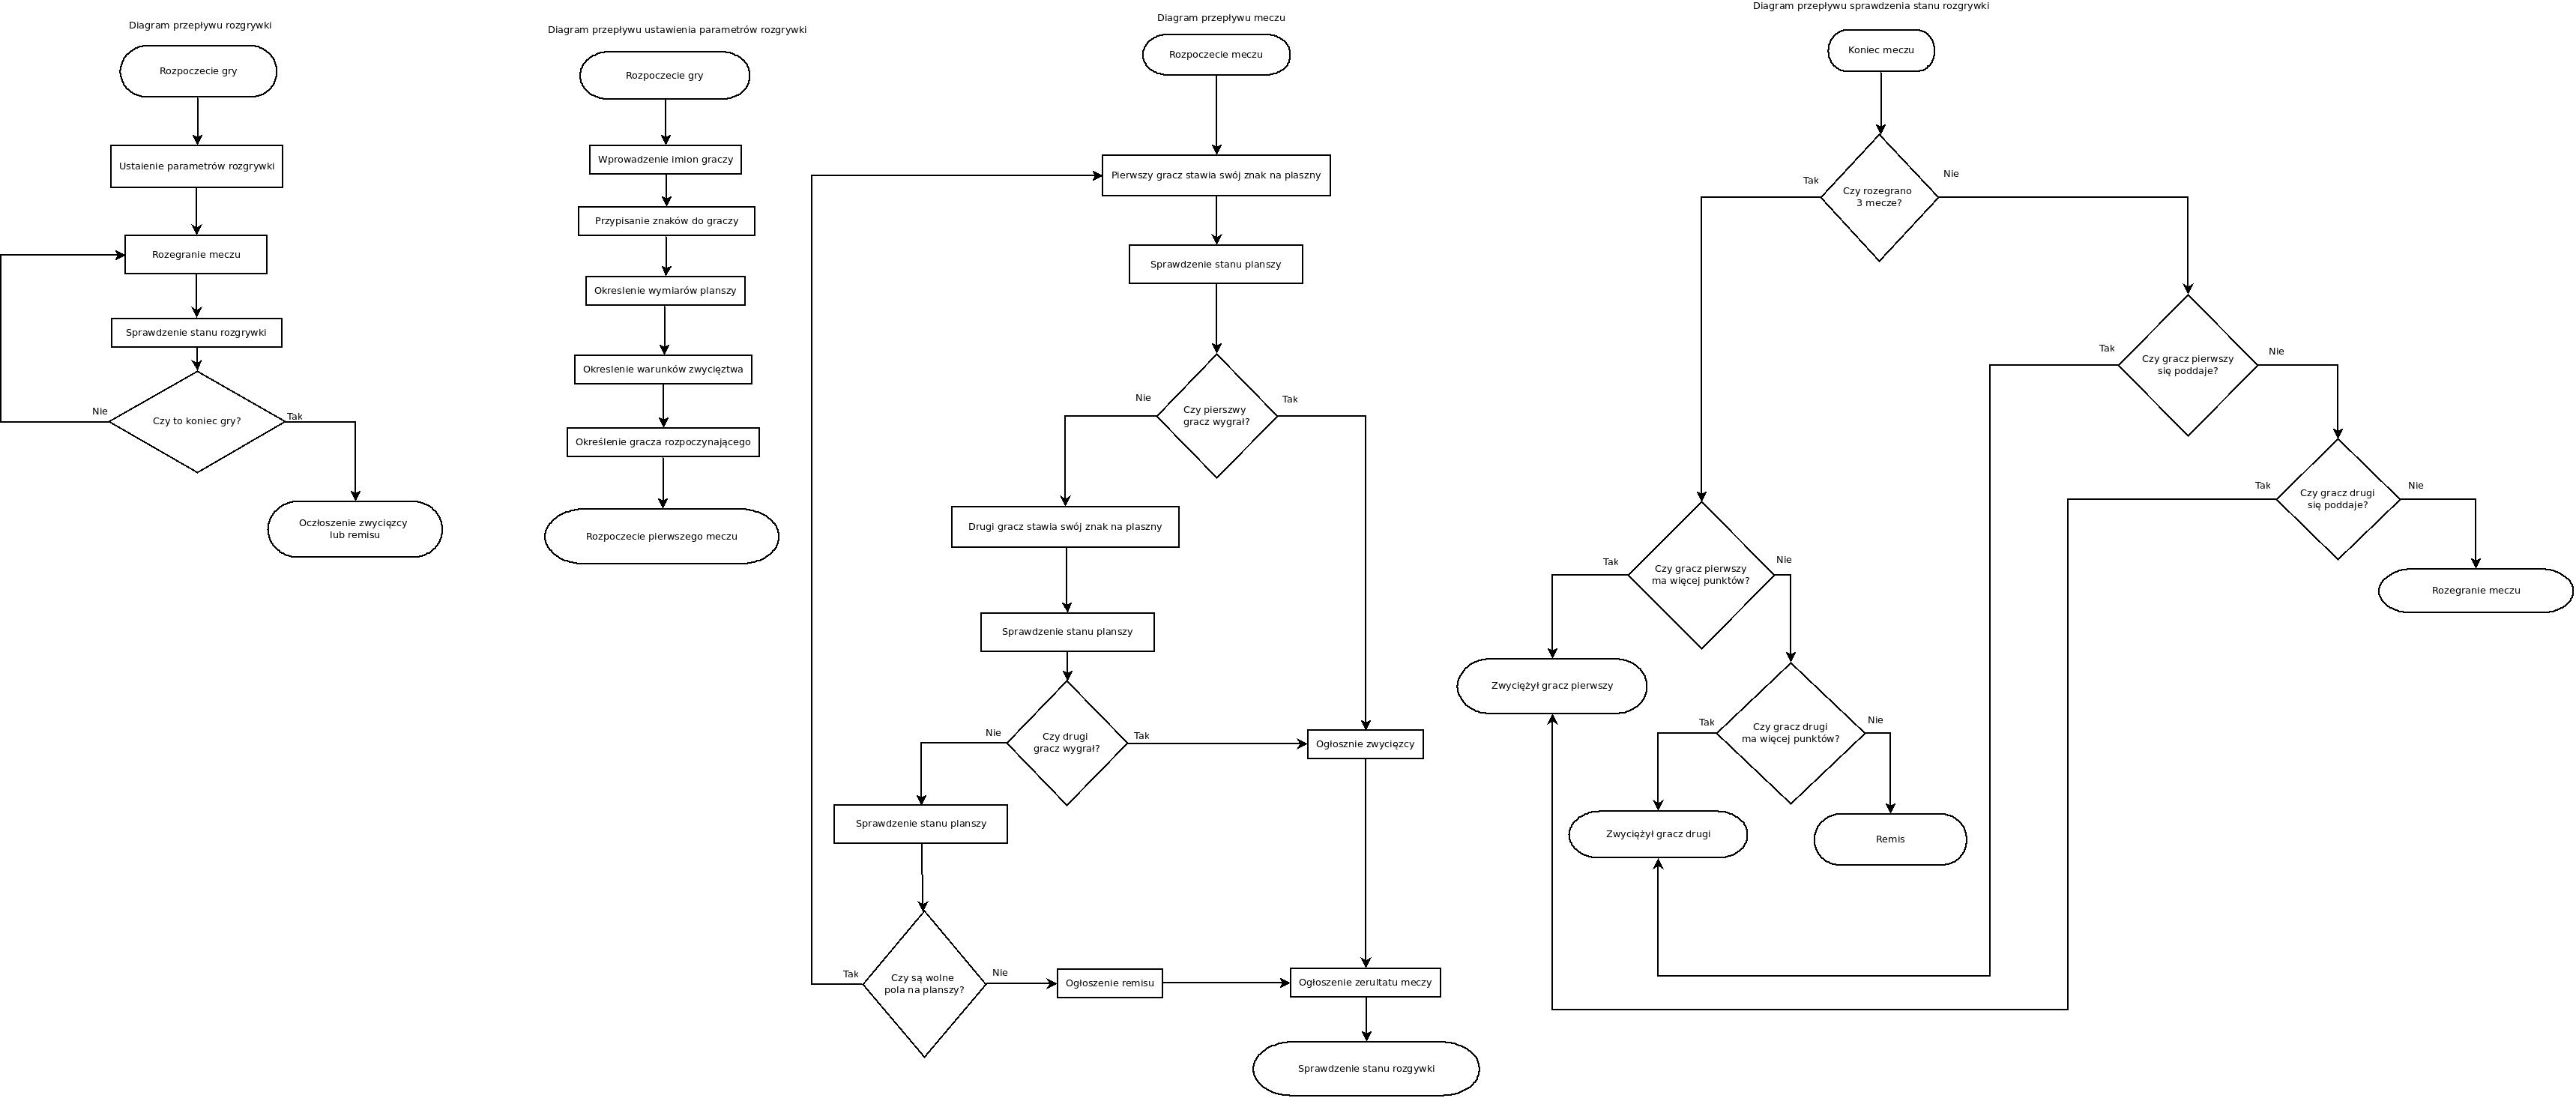 Diagram przepływu rozgrywki
Rozpoczecie gry
Ustaienie parametrów rozgrywki
Rozegranie meczu
Sprawdzenie stanu rozgrywki
Czy to koniec gry?
Nie
Tak
Oczłoszenie zwycięzcy
lub remisu
Diagram przepływu ustawienia parametrów rozgrywki
Rozpoczecie gry
Wprowadzenie imion graczy
Przypisanie znaków do graczy
Okreslenie wymiarów planszy
Okreslenie warunków zwycięztwa
Określenie gracza rozpoczynającego
Rozpoczecie pierwszego meczu
Diagram przepływu meczu
Rozpoczecie meczu
Pierwszy gracz stawia swój znak na plaszny
Sprawdzenie stanu planszy
Nie
Tak
Czy pierszwy
gracz wygrał?
Drugi gracz stawia swój znak na plaszny
Sprawdzenie stanu planszy
Nie
Tak
Czy drugi
gracz wygrał?
Ogłosznie zwycięzcy
Sprawdzenie stanu planszy
Tak
Nie
Czy są wolne
pola na planszy?
Ogłoszenie remisu
Ogłoszenie zerultatu meczy
Sprawdzenie stanu rozgywki
Diagram przepływu sprawdzenia stanu rozgrywki
Koniec meczu
Tak
Nie
Czy rozegrano
3 mecze?
Tak
Nie
Czy gracz pierwszy
się poddaje?
Tak
Nie
Czy gracz drugi
się poddaje?
Rozegranie meczu
Tak
Nie
Czy gracz pierwszy
ma więcej punktów?
Zwyciężył gracz pierwszy
Tak
Nie
Czy gracz drugi
ma więcej punktów?
Zwyciężył gracz drugi
Remis